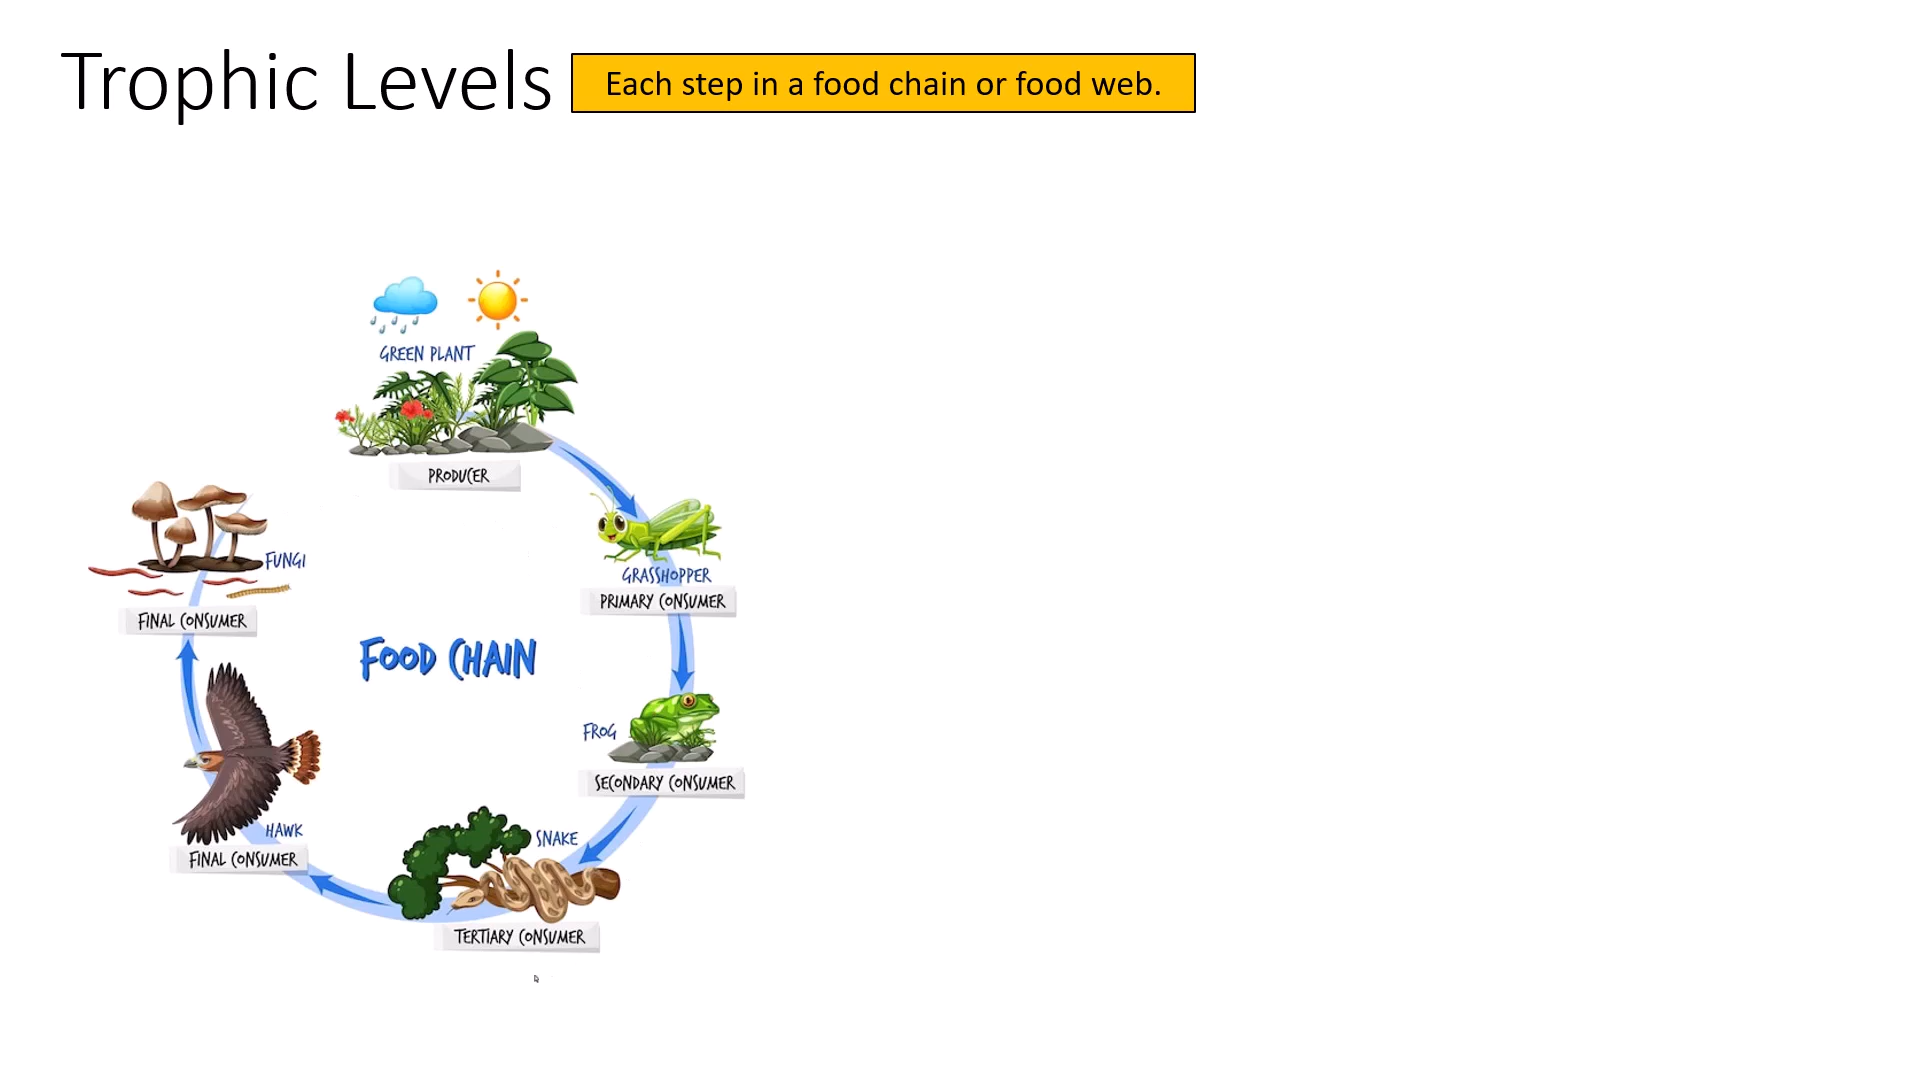 Trophic Levels
Each step in a food chain or food web.
GREEN PLANT
PRODUCER
GRASSHOPPER
PRIMARY CONSUMER
FUNGI
FINAL CONSUMER
FOOD CHAIN
FROG
SECONDARY CONSUMER
HAWK
FINAL CONSUMER
SNAKE
TERTIARY CONSUMER